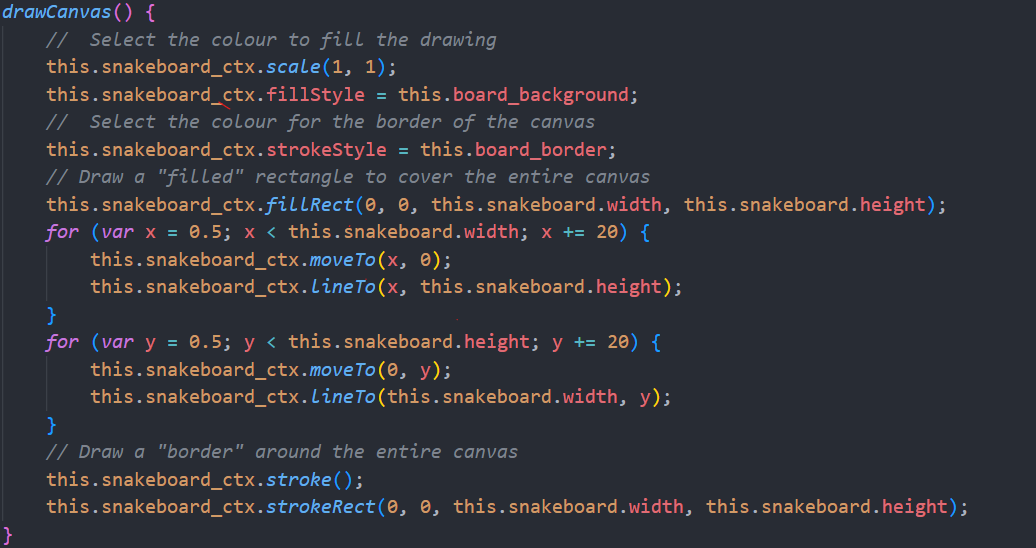 drawCanvas() {
    //  Select the colour to fill the drawing
    this.snakeboard_ctx.scale(1, 1);
    this.snakeboard_ctx.fillStyle = this.board_background;
    //  Select the colour for the border of the canvas
    this.snakeboard_ctx.strokeStyle = this.board_border;
    // Draw a "filled" rectangle to cover the entire canvas
    this.snakeboard_ctx.fillRect(0, 0, this.snakeboard.width, this.snakeboard.height);
    for (var x = 0.5; x < this.snakeboard.width; x += 20) {
        this.snakeboard_ctx.moveTo(x, 0);
        this.snakeboard_ctx.lineTo(x, this.snakeboard.height);
    }
    for (var y = 0.5; y < this.snakeboard.height; y += 20) {
        this.snakeboard_ctx.moveTo(0, y);
        this.snakeboard_ctx.lineTo(this.snakeboard.width, y);
    }
    // Draw a "border" around the entire canvas
    this.snakeboard_ctx.stroke();
    this.snakeboard_ctx.strokeRect(0, 0, this.snakeboard.width, this.snakeboard.height);
}